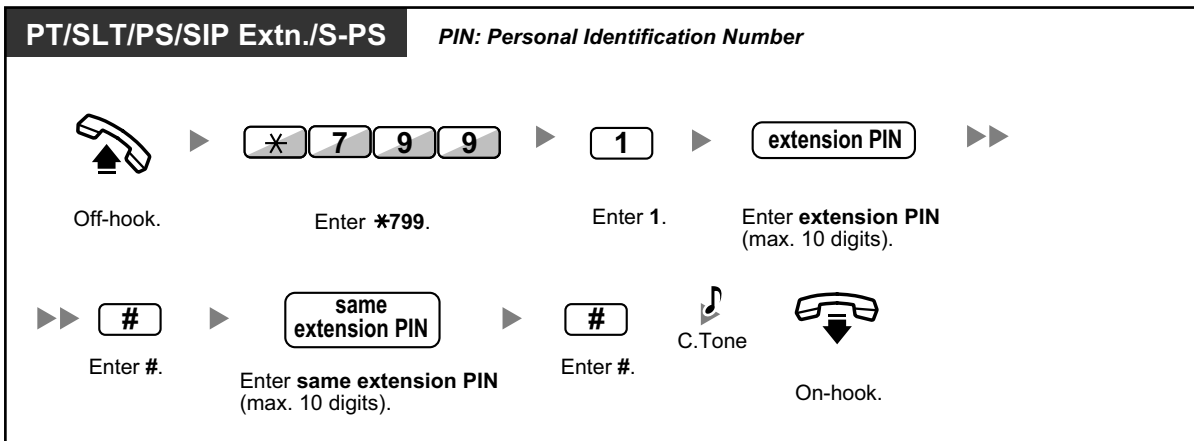 PT/SLT/PS/SIP Extn./S-PS
PIN: Personal Identification Number
* 7 9 9
1
extension PIN
Off-hook.
Enter *799.
Enter 1.
Enter extension PIN
(max. 10 digits).
#
same
extension PIN
#
C.Tone
Enter #.
Enter same extension PIN
(max. 10 digits).
Enter #.
On-hook.